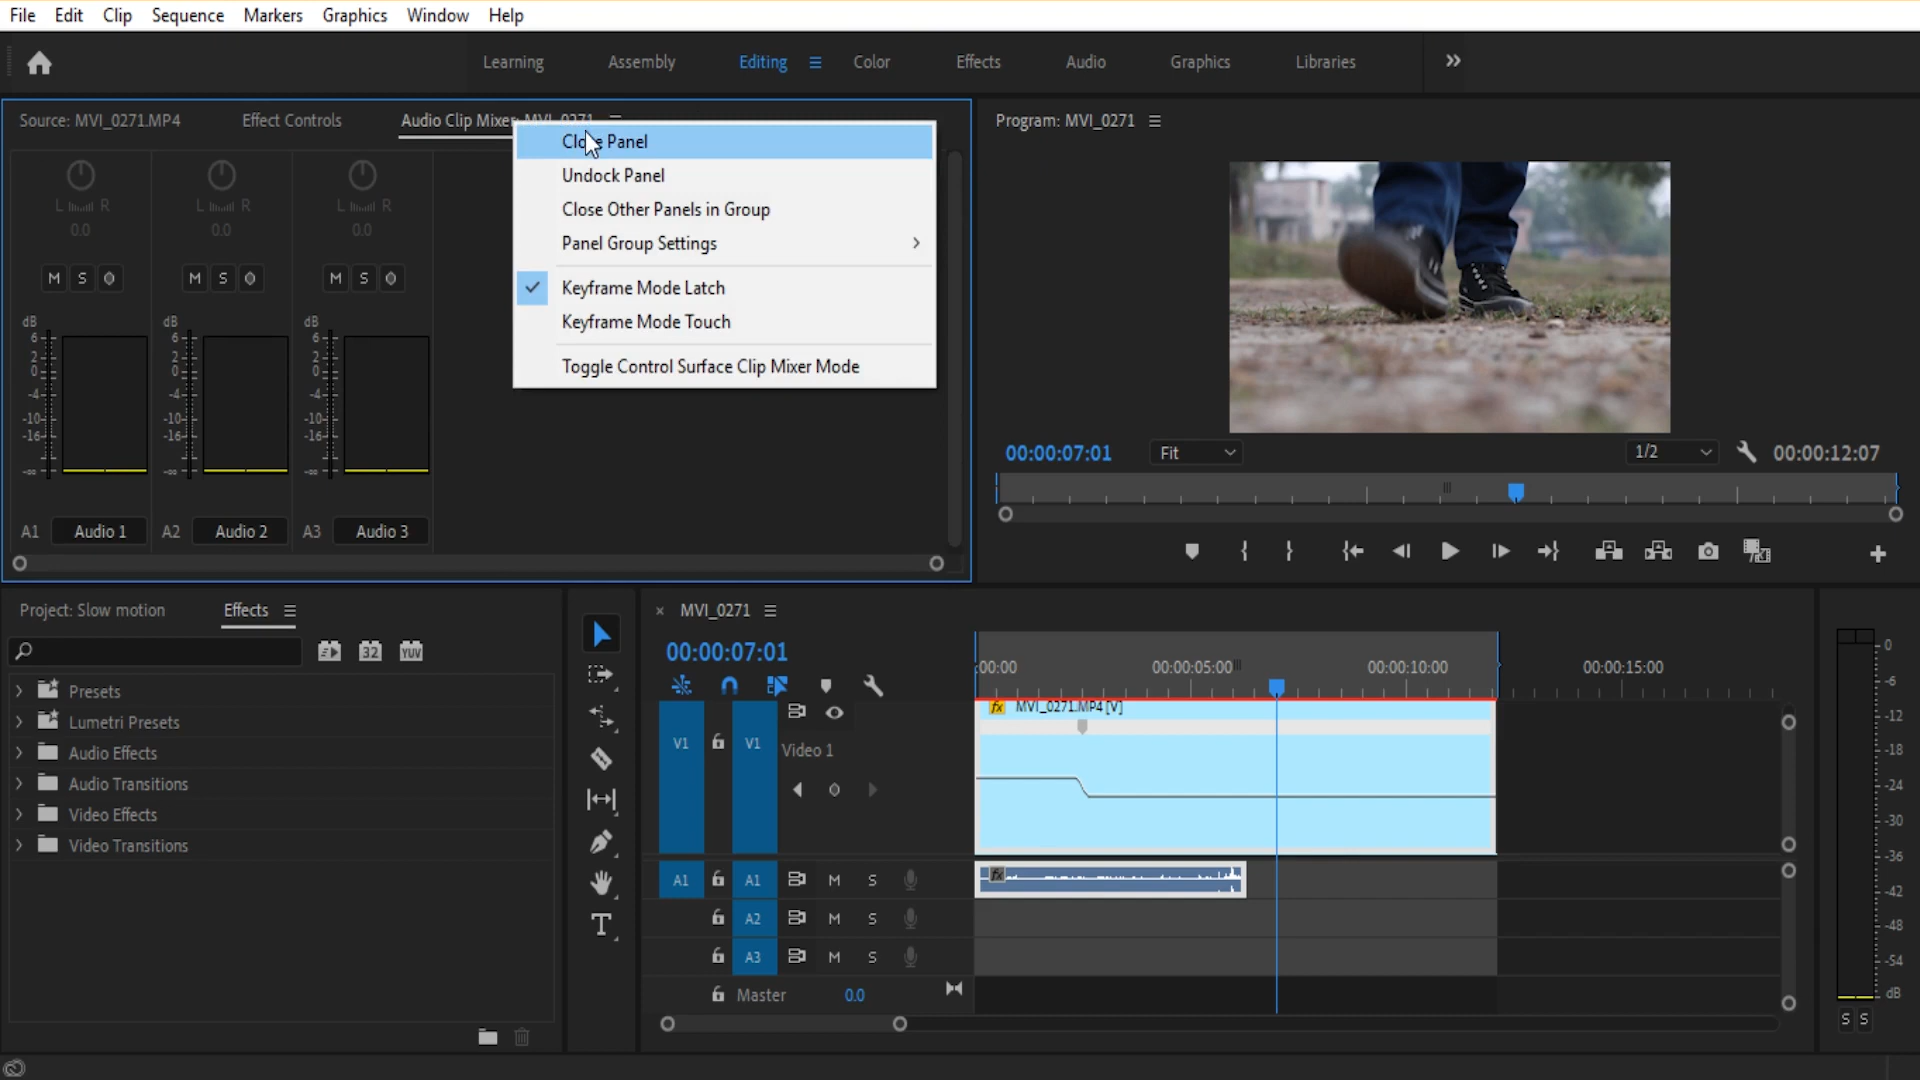 File Edit Clip Sequence Markers Graphics Window Help
Learning Assembly Editing Color Effects Audio Graphics Libraries
Source: MVI_0271.MP4 Effect Controls Audio Clip Mixer: MVI_0271
Program: MVI_0271
Close Panel
Undock Panel
Close Other Panels in Group
Panel Group Settings
Keyframe Mode Latch
Keyframe Mode Touch
Toggle Control Surface Clip Mixer Mode
L R L R L R
0.0 0.0 0.0
M S M S M S
dB dB dB
6 6 6
2 2 2
0 0 0
-4 -4 -4
-10 -10 -10
-16 -16 -16
-∞ -∞ -∞
A1 Audio 1 A2 Audio 2 A3 Audio 3
00:00:07:01 Fit 1/2 00:00:12:07
Project: Slow motion Effects
32 YUV
Presets
Lumetri Presets
Audio Effects
Audio Transitions
Video Effects
Video Transitions
× MVI_0271
00:00:07:01
:00:00 00:00:05:00 00:00:10:00 00:00:15:00
fx MVI_0271.MP4 [V]
V1 V1 Video 1
A1 A1 M S fx
A2 M S
A3 M S
Master 0.0
0
-6
-12
-18
-24
-30
-36
-42
-48
-54
dB
S S
T